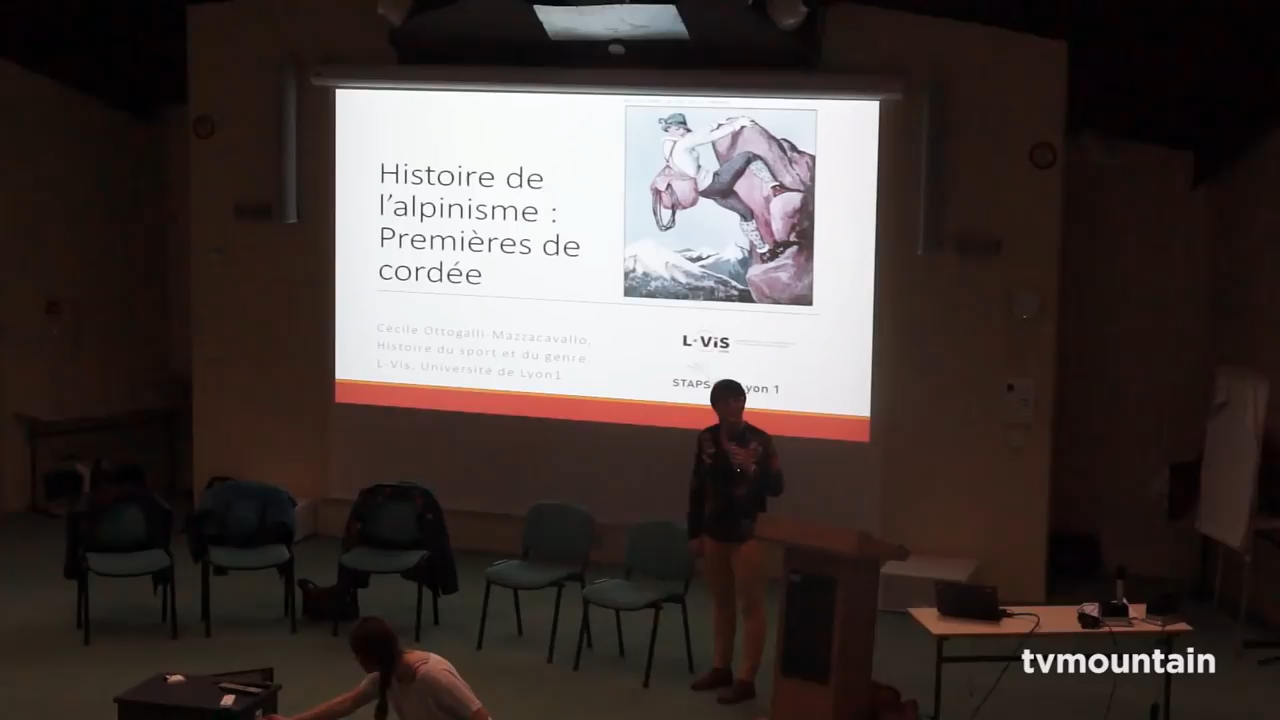 Histoire de
l'alpinisme :
Premières de
cordée
Cécile Ottogalli-Mazzacavallo,
Histoire du sport et du genre
L-Vis, Université de Lyon1
L-ViS
STAPS
yon 1
tvmountain